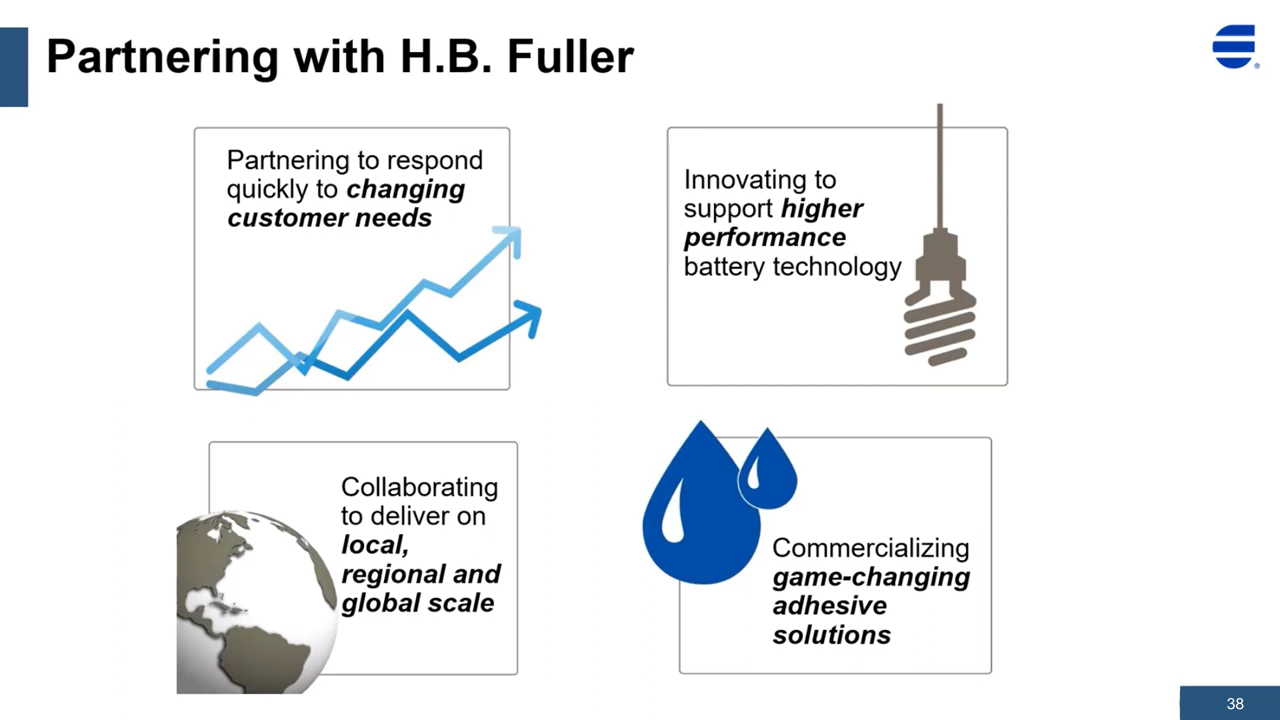 Partnering with H.B. Fuller
Partnering to respond
quickly to changing
customer needs
Innovating to
support higher
performance
battery technology
Collaborating
to deliver on
local,
regional and
global scale
Commercializing
game-changing
adhesive
solutions
38